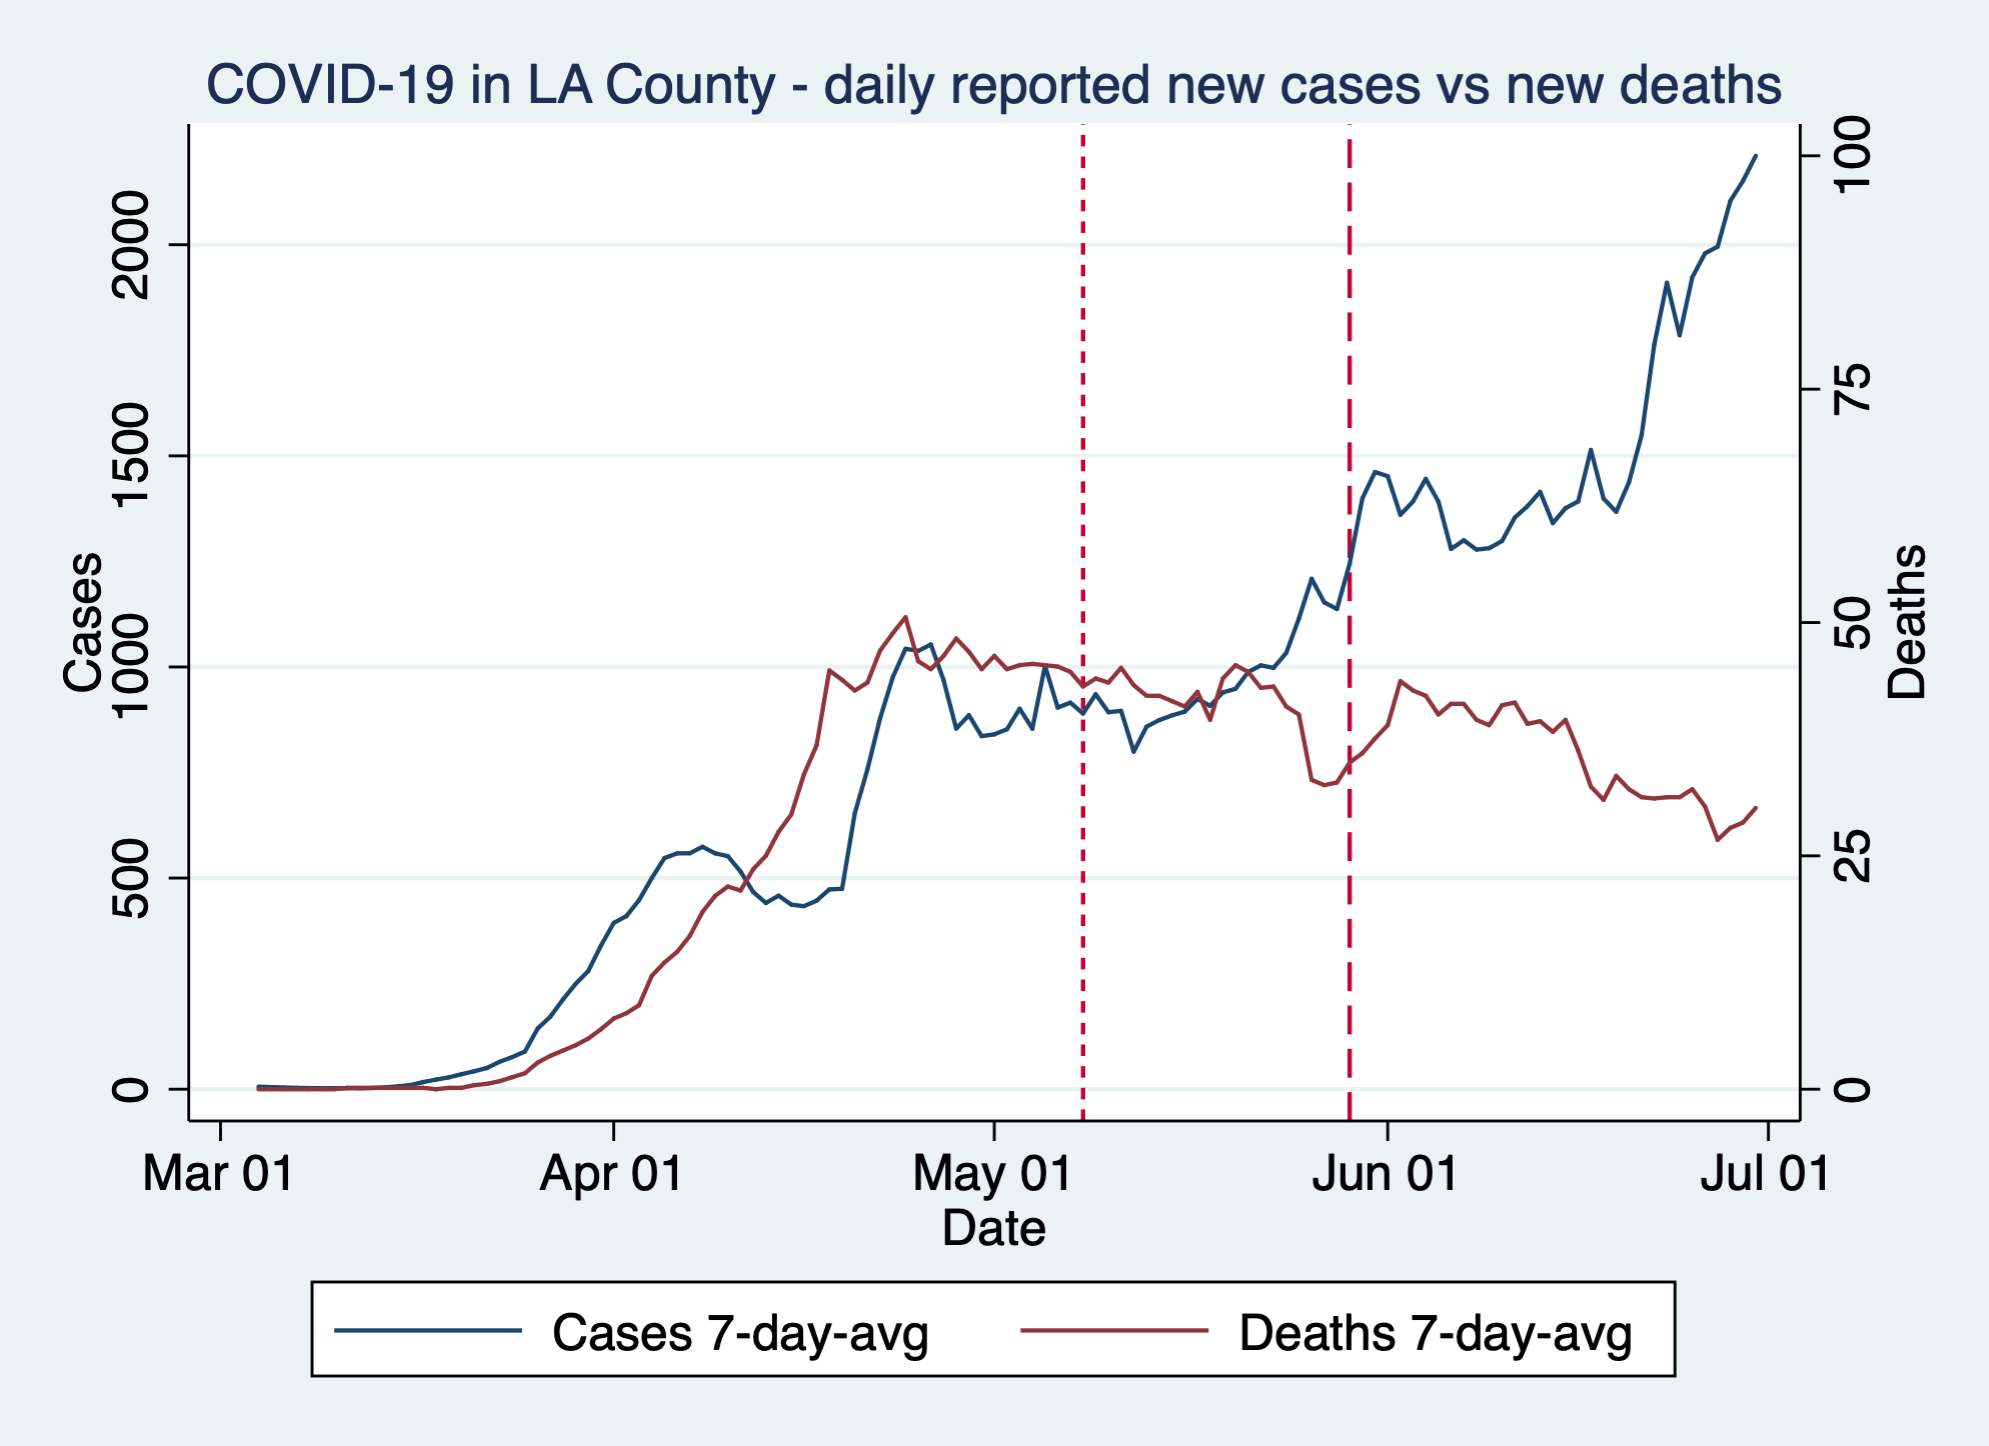 COVID-19 in LA County - daily reported new cases vs new deaths
Cases
2000
1500
1000
500
0
100
75
50
25
0
Deaths
Mar 01
Apr 01
May 01
Jun 01
Jul 01
Date
Cases 7-day-avg
Deaths 7-day-avg